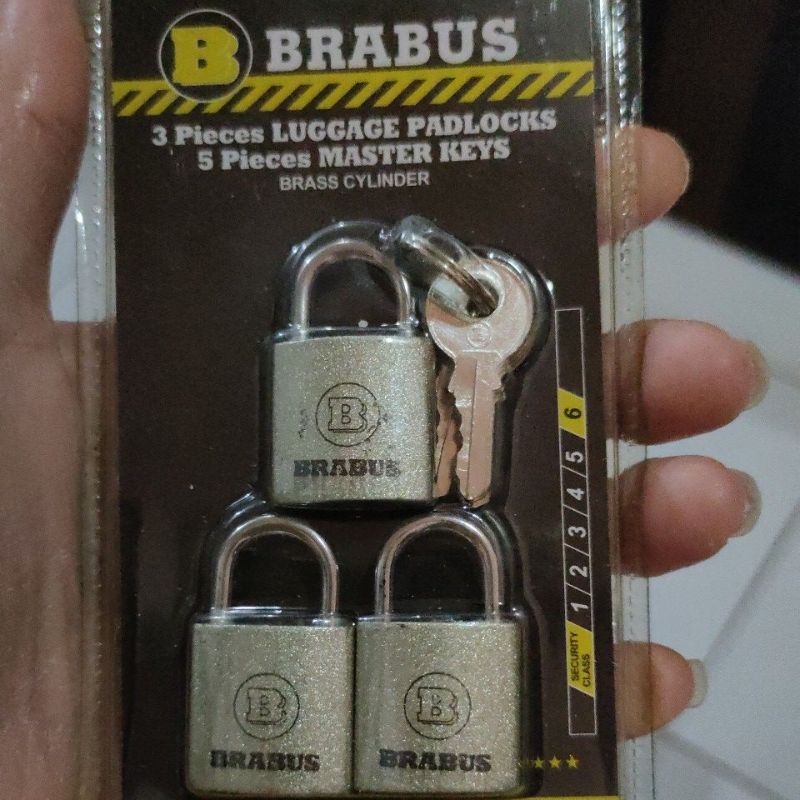 B BRABUS
3 Pieces LUGGAGE PADLOCKS
5 Pieces MASTER KEYS
BRASS CYLINDER
B
BRABUS
B
BRABUS
B
BRABUS
SECURITY CLASS 1 2 3 4 5 6